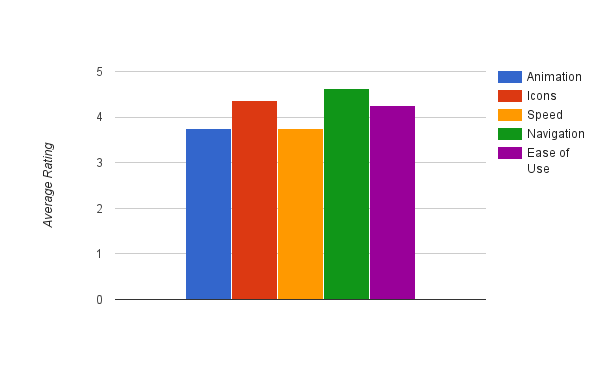 5
4
3
2
1
0
Average Rating
Animation
Icons
Speed
Navigation
Ease of
Use